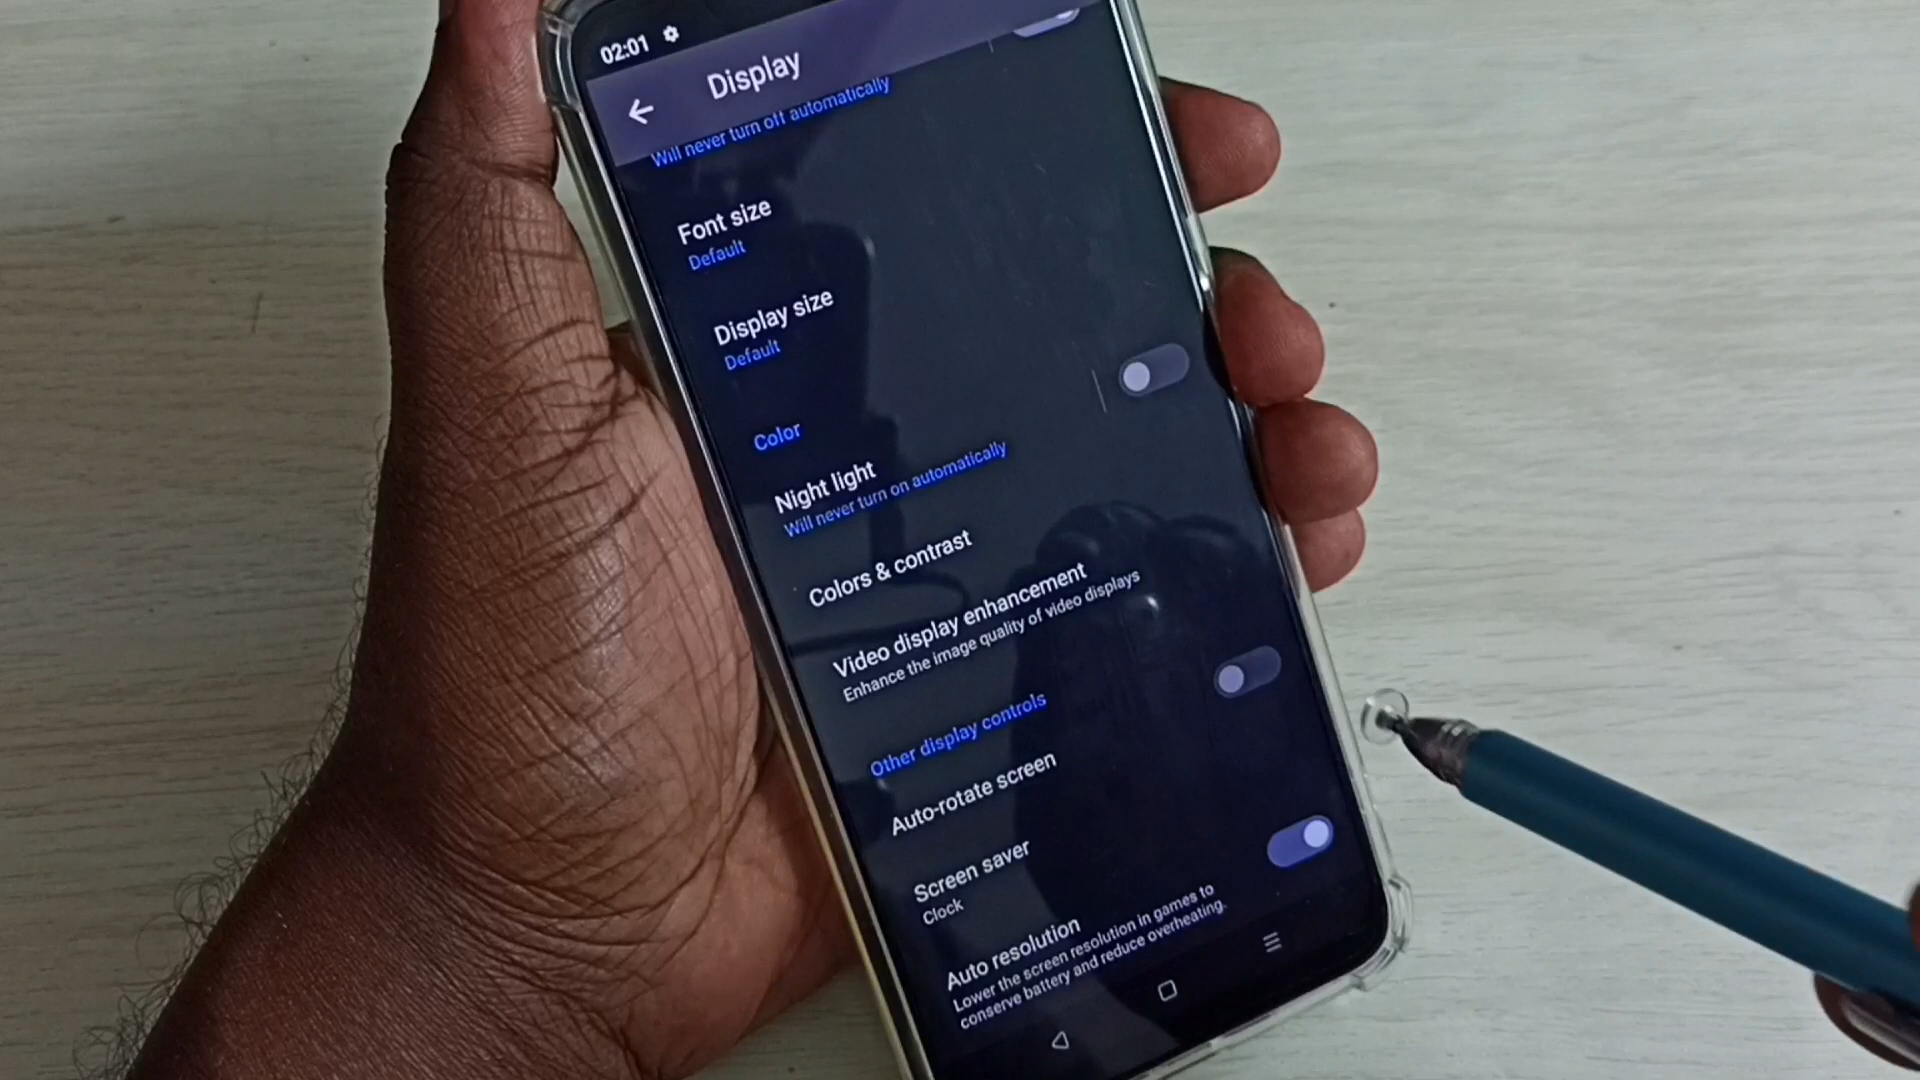 02:01
Display
Will never turn off automatically
Font size
Default
Display size
Default
Color
Night light
Will never turn on automatically
Colors & contrast
Video display enhancement
Enhance the image quality of video displays
Other display controls
Auto-rotate screen
Screen saver
Clock
Auto resolution
Lower the screen resolution in games to
conserve battery and reduce overheating.